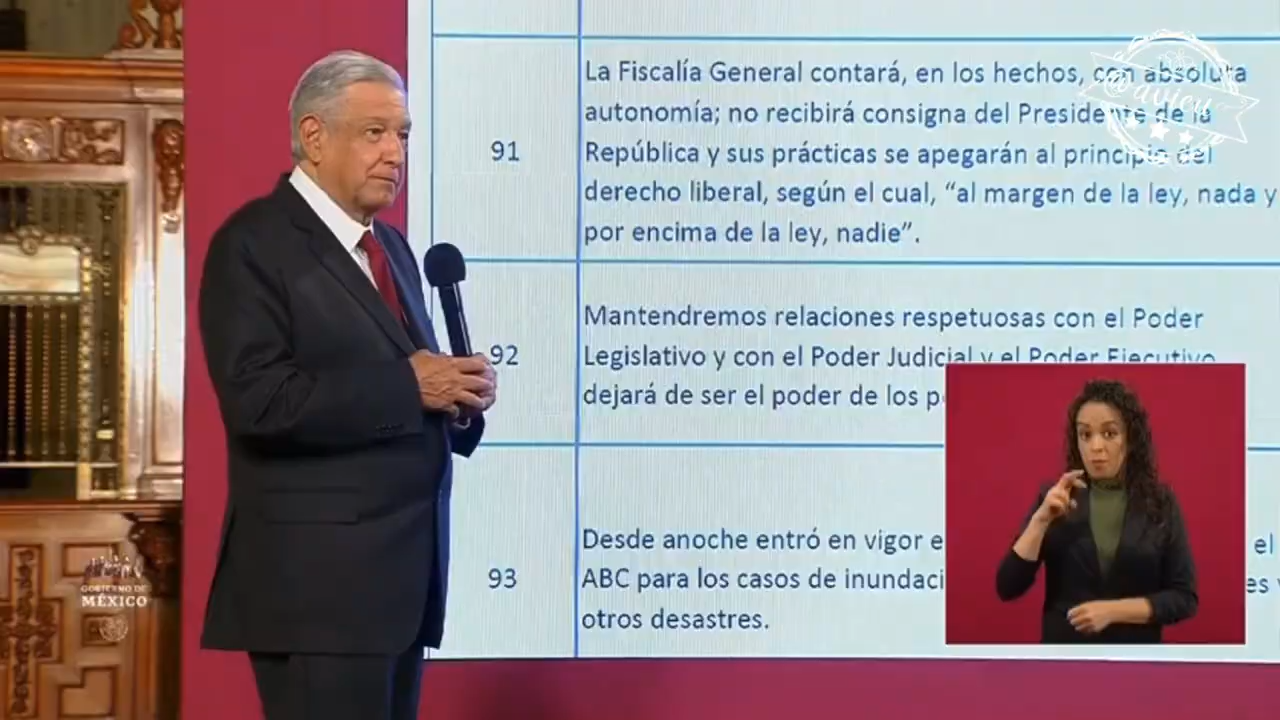 91
La Fiscalía General contará, en los hechos, con absoluta
autonomía; no recibirá consigna del Presidente de la
República y sus prácticas se apegarán al principio del
derecho liberal, según el cual, “al margen de la ley, nada y
por encima de la ley, nadie”.
92
Mantendremos relaciones respetuosas con el Poder
Legislativo y con el Poder Judicial y el Poder Ejecutivo
dejará de ser el poder de los
93
Desde anoche entró en vigor el
ABC para los casos de
otros desastres.
GOBIERNO DE
MÉXICO